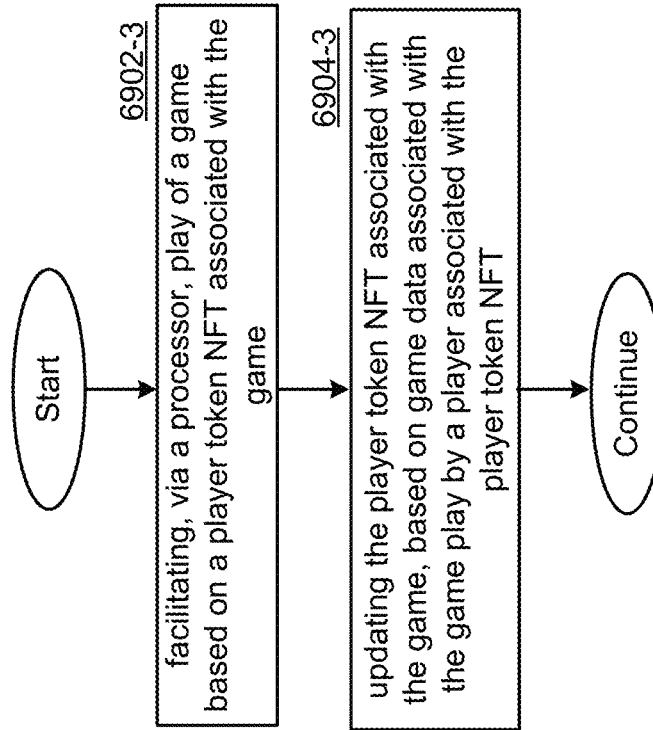 Start
6902-3
facilitating, via a processor, play of a game
based on a player token NFT associated with the
game
6904-3
updating the player token NFT associated with
the game, based on game data associated with
the game play by a player associated with the
player token NFT
Continue